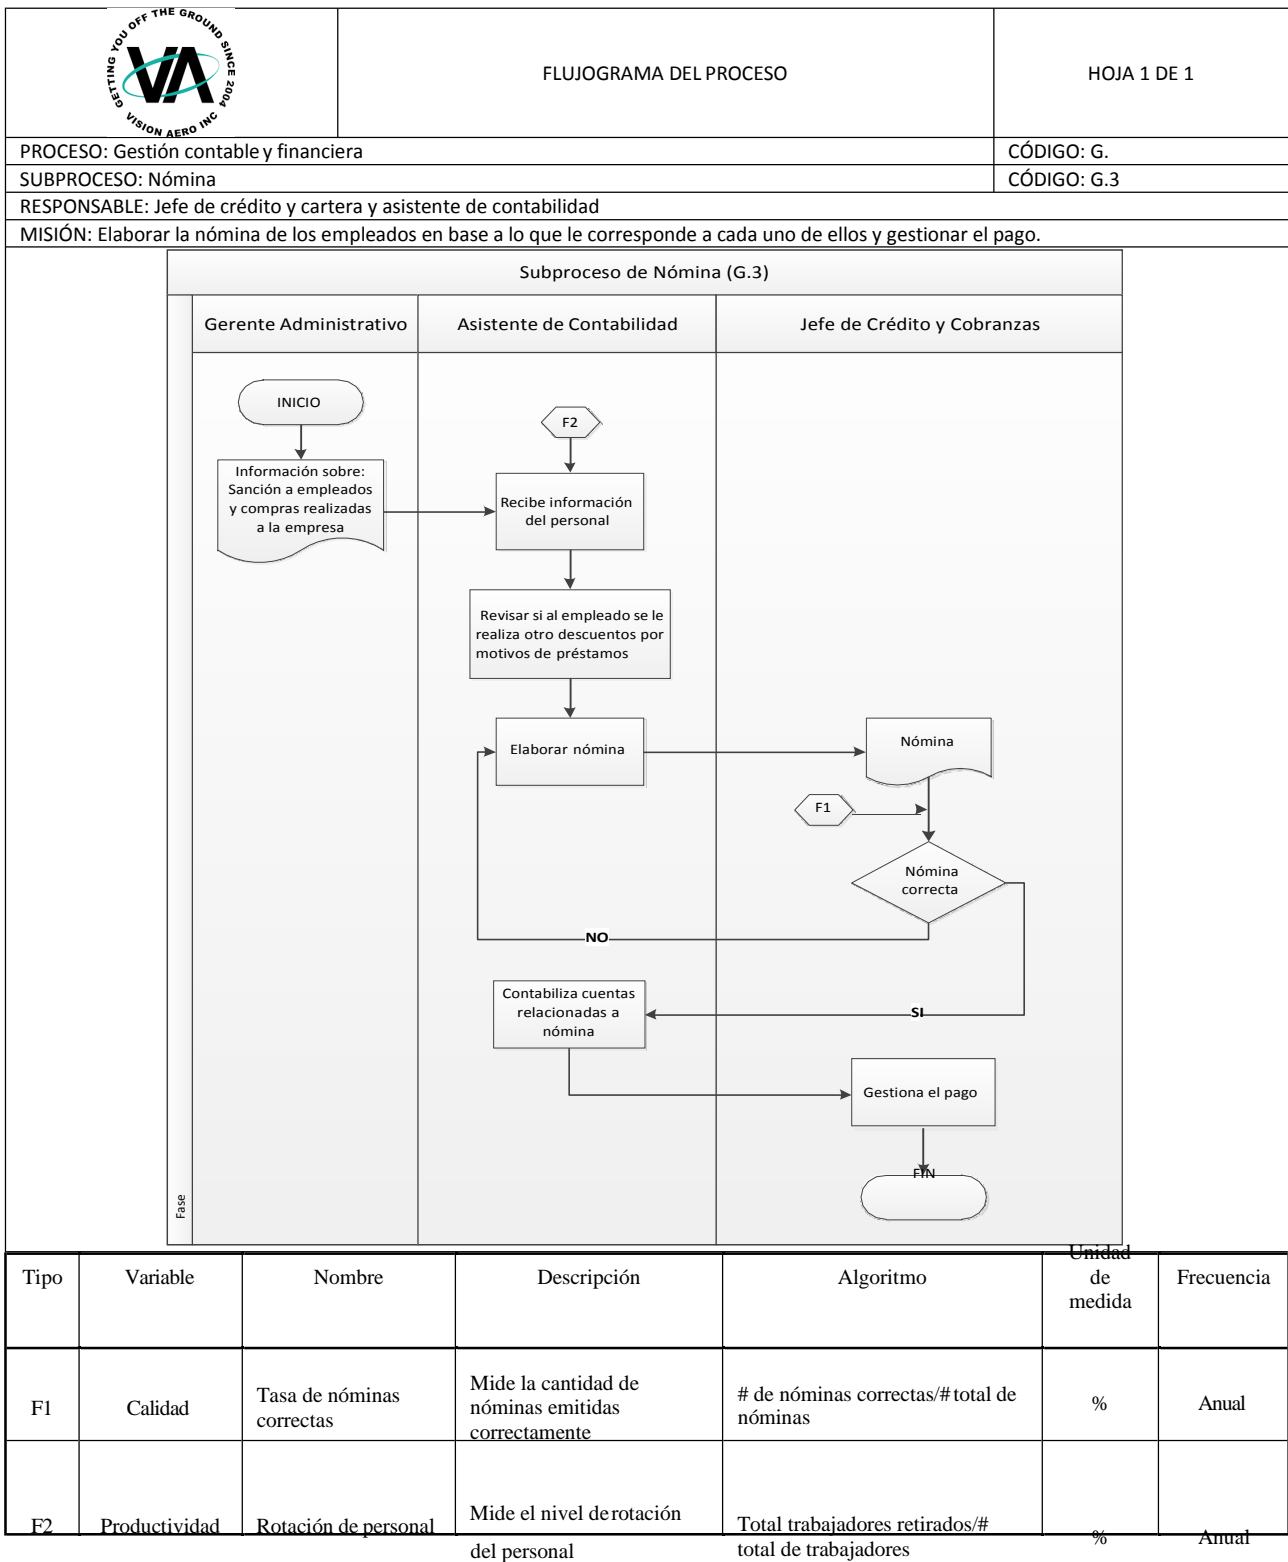 GETTING YOU OFF THE GROUND SINCE 2004
VA
VISION AERO INC
FLUJOGRAMA DEL PROCESO
HOJA 1 DE 1
PROCESO: Gestión contable y financiera
CÓDIGO: G.
SUBPROCESO: Nómina
CÓDIGO: G.3
RESPONSABLE: Jefe de crédito y cartera y asistente de contabilidad
MISIÓN: Elaborar la nómina de los empleados en base a lo que le corresponde a cada uno de ellos y gestionar el pago.
Subproceso de Nómina (G.3)
Gerente Administrativo
Asistente de Contabilidad
Jefe de Crédito y Cobranzas
INICIO
F2
Información sobre:
Sanción a empleados
y compras realizadas
a la empresa
Recibe información
del personal
Revisar si al empleado se le
realiza otro descuentos por
motivos de préstamos
Elaborar nómina
Nómina
F1
Nómina
correcta
NO
Contabiliza cuentas
relacionadas a
nómina
SI
Gestiona el pago
FIN
Fase
Tipo
Variable
Nombre
Descripción
Algoritmo
Unidad
de
medida
Frecuencia
F1
Calidad
Tasa de nóminas
correctas
Mide la cantidad de
nóminas emitidas
correctamente
# de nóminas correctas/# total de
nóminas
%
Anual
F2
Productividad
Rotación de personal
Mide el nivel de rotación
del personal
Total trabajadores retirados/#
total de trabajadores
%
Anual